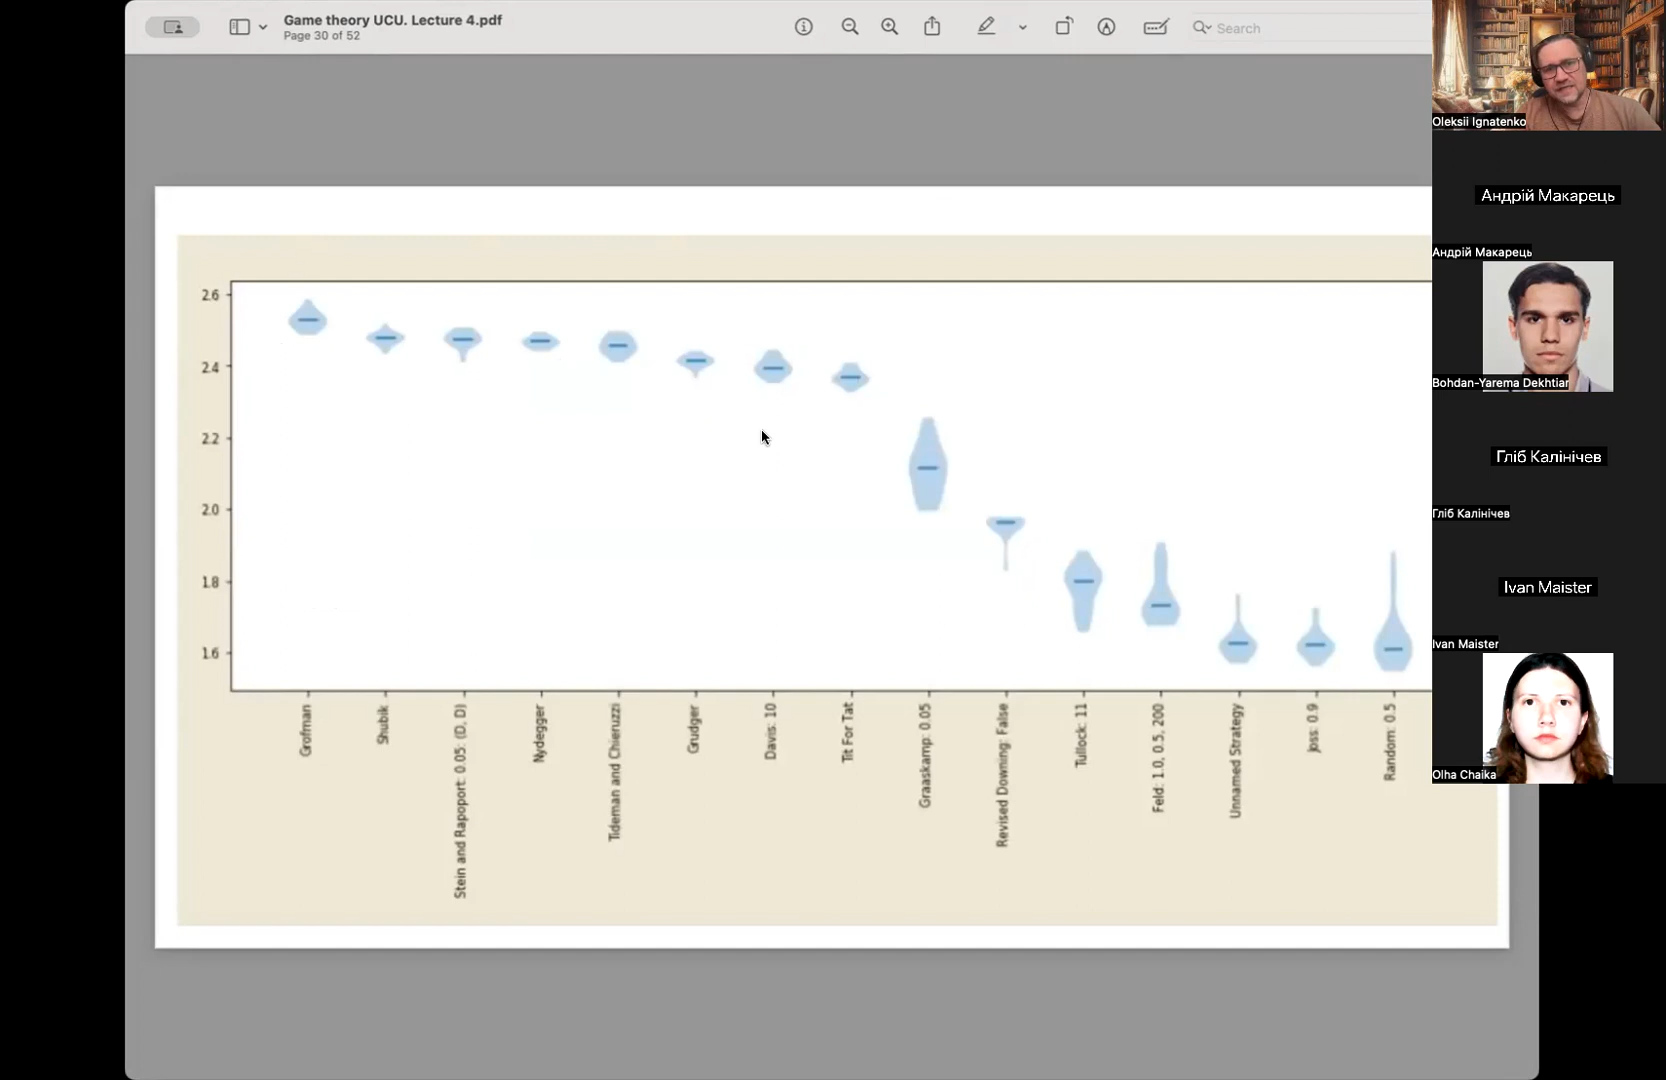 Game theory UCU. Lecture 4.pdf
Page 30 of 52
Search
2.6
2.4
2.2
2.0
1.8
1.6
Grofman
Shubik
Stein and Rapoport: 0.05: (D, D)
Nydegger
Tideman and Chieruzzi
Grudger
Davis: 10
Tit For Tat
Graaskamp: 0.05
Revised Downing: False
Tullock: 11
Feld: 1.0, 0.5, 200
Unnamed Strategy
Joss: 0.9
Random: 0.5
Oleksii Ignatenko
Андрій Макарець
Андрій Макарець
Bohdan-Yarema Dekhtiar
Гліб Калінічев
Гліб Калінічев
Ivan Maister
Ivan Maister
Olha Chaika